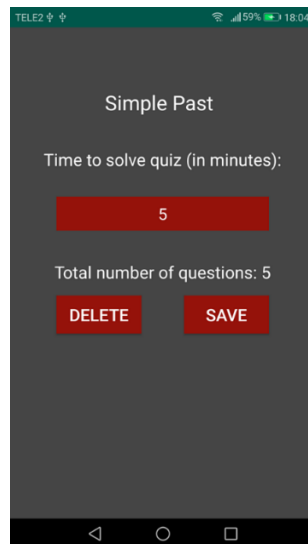 TELE2 59% 18:04
Simple Past
Time to solve quiz (in minutes):
5
Total number of questions: 5
DELETE SAVE